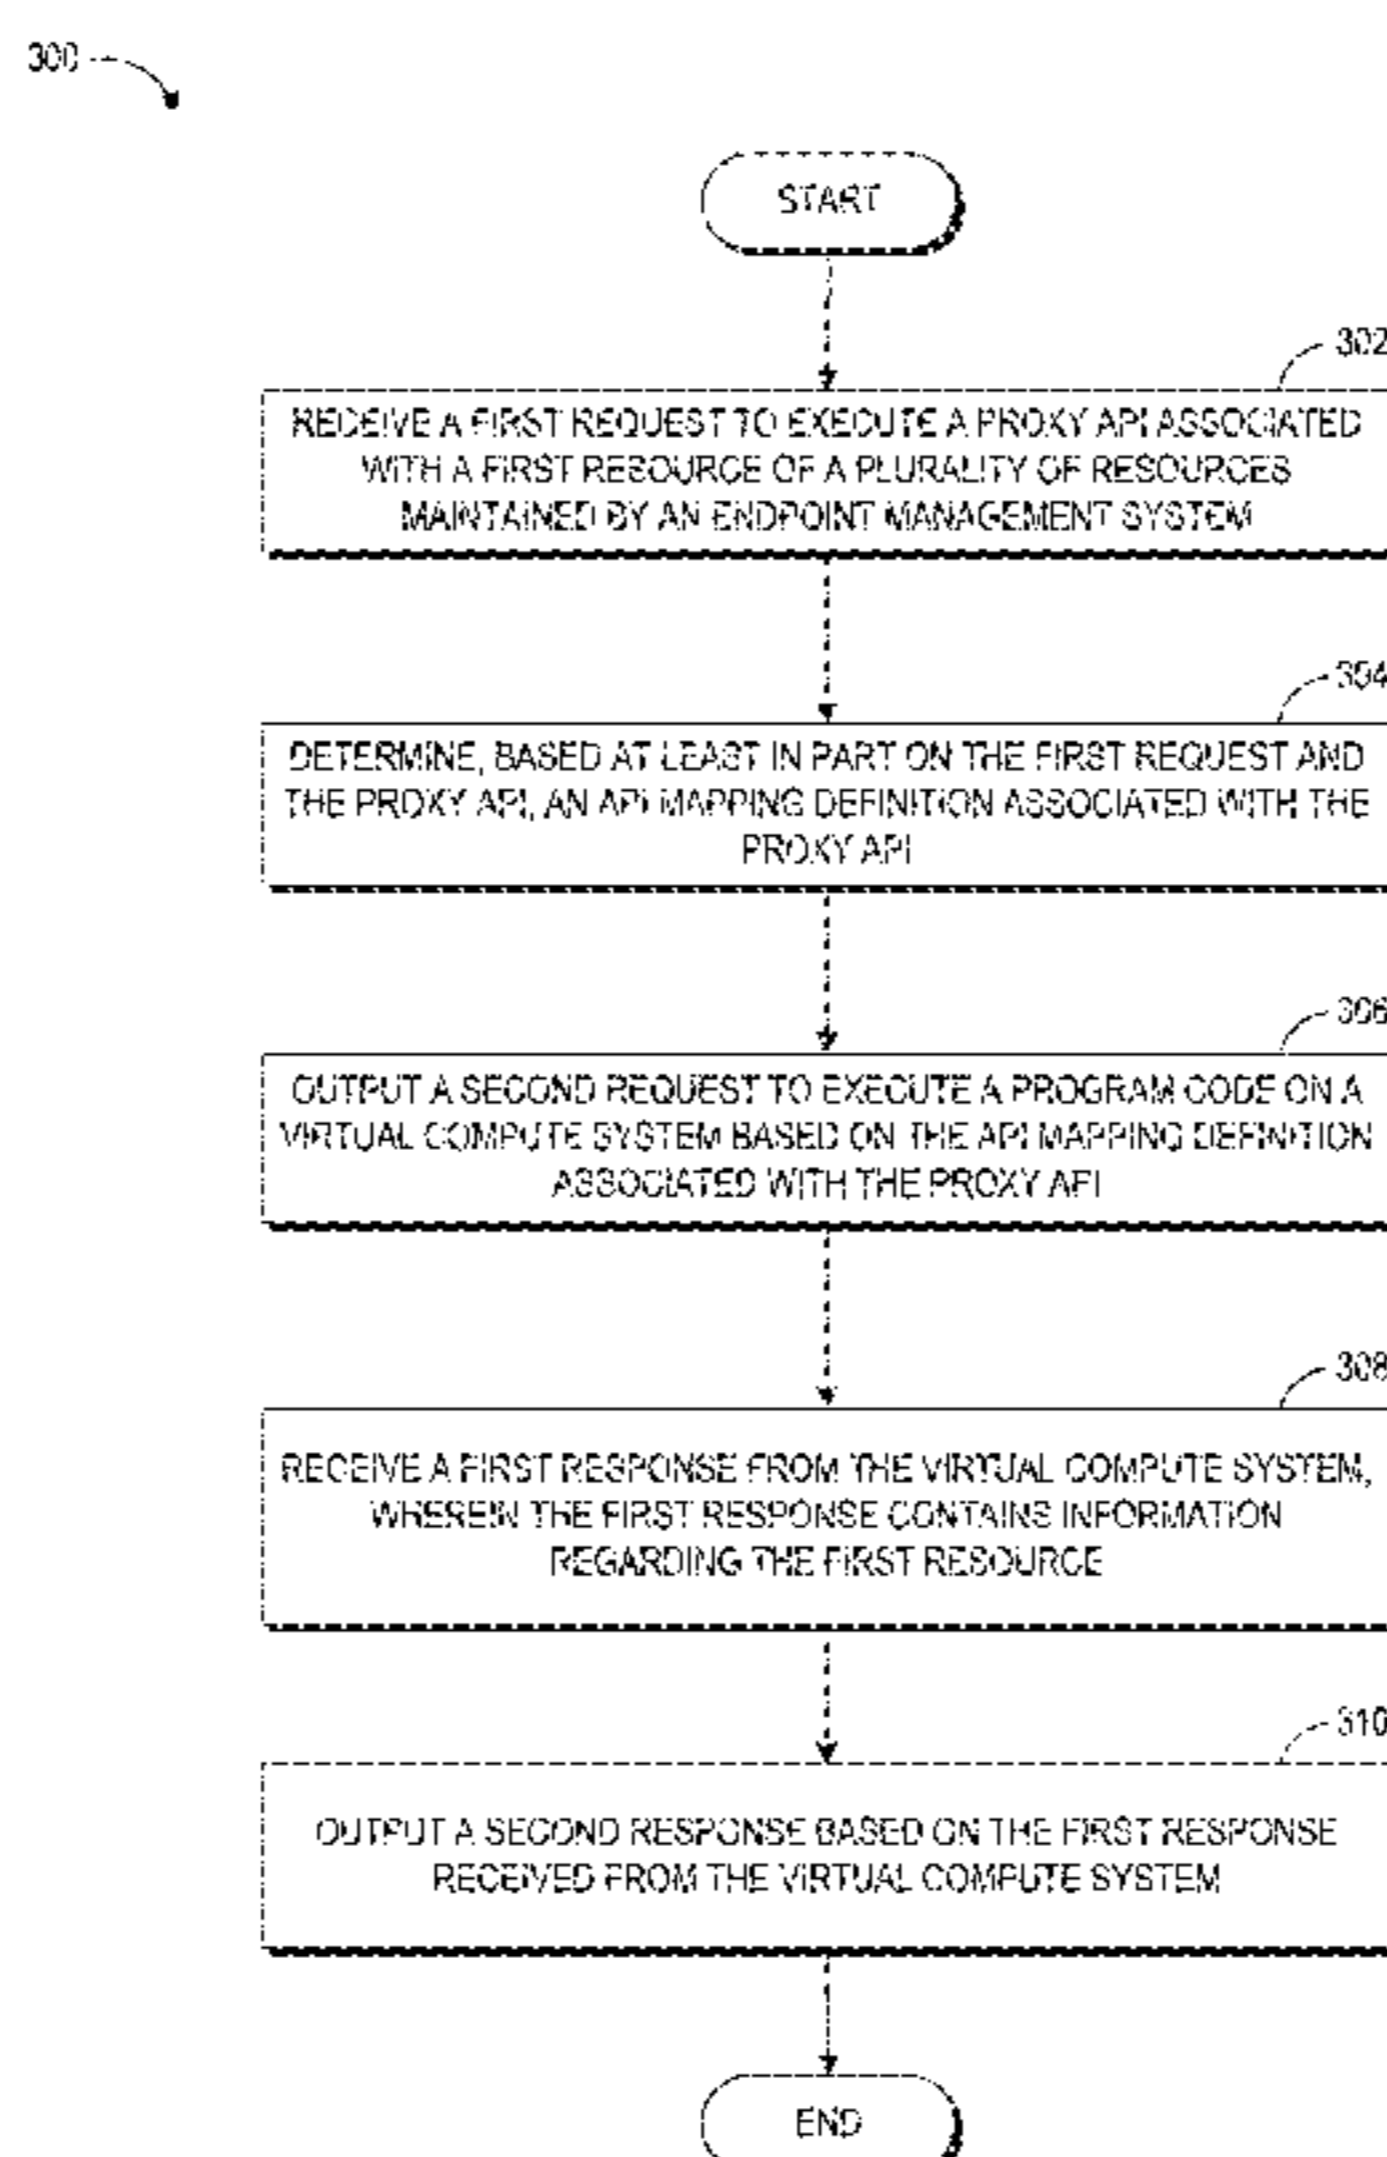 300
START
302
RECEIVE A FIRST REQUEST TO EXECUTE A PROXY API ASSOCIATED
WITH A FIRST RESOURCE OF A PLURALITY OF RESOURCES
MAINTAINED BY AN ENDPOINT MANAGEMENT SYSTEM
304
DETERMINE, BASED AT LEAST IN PART ON THE FIRST REQUEST AND
THE PROXY API, AN API MAPPING DEFINITION ASSOCIATED WITH THE
PROXY API
306
OUTPUT A SECOND REQUEST TO EXECUTE A PROGRAM CODE ON A
VIRTUAL COMPUTE SYSTEM BASED ON THE API MAPPING DEFINITION
ASSOCIATED WITH THE PROXY API
308
RECEIVE A FIRST RESPONSE FROM THE VIRTUAL COMPUTE SYSTEM,
WHEREIN THE FIRST RESPONSE CONTAINS INFORMATION
REGARDING THE FIRST RESOURCE
310
OUTPUT A SECOND RESPONSE BASED ON THE FIRST RESPONSE
RECEIVED FROM THE VIRTUAL COMPUTE SYSTEM
END